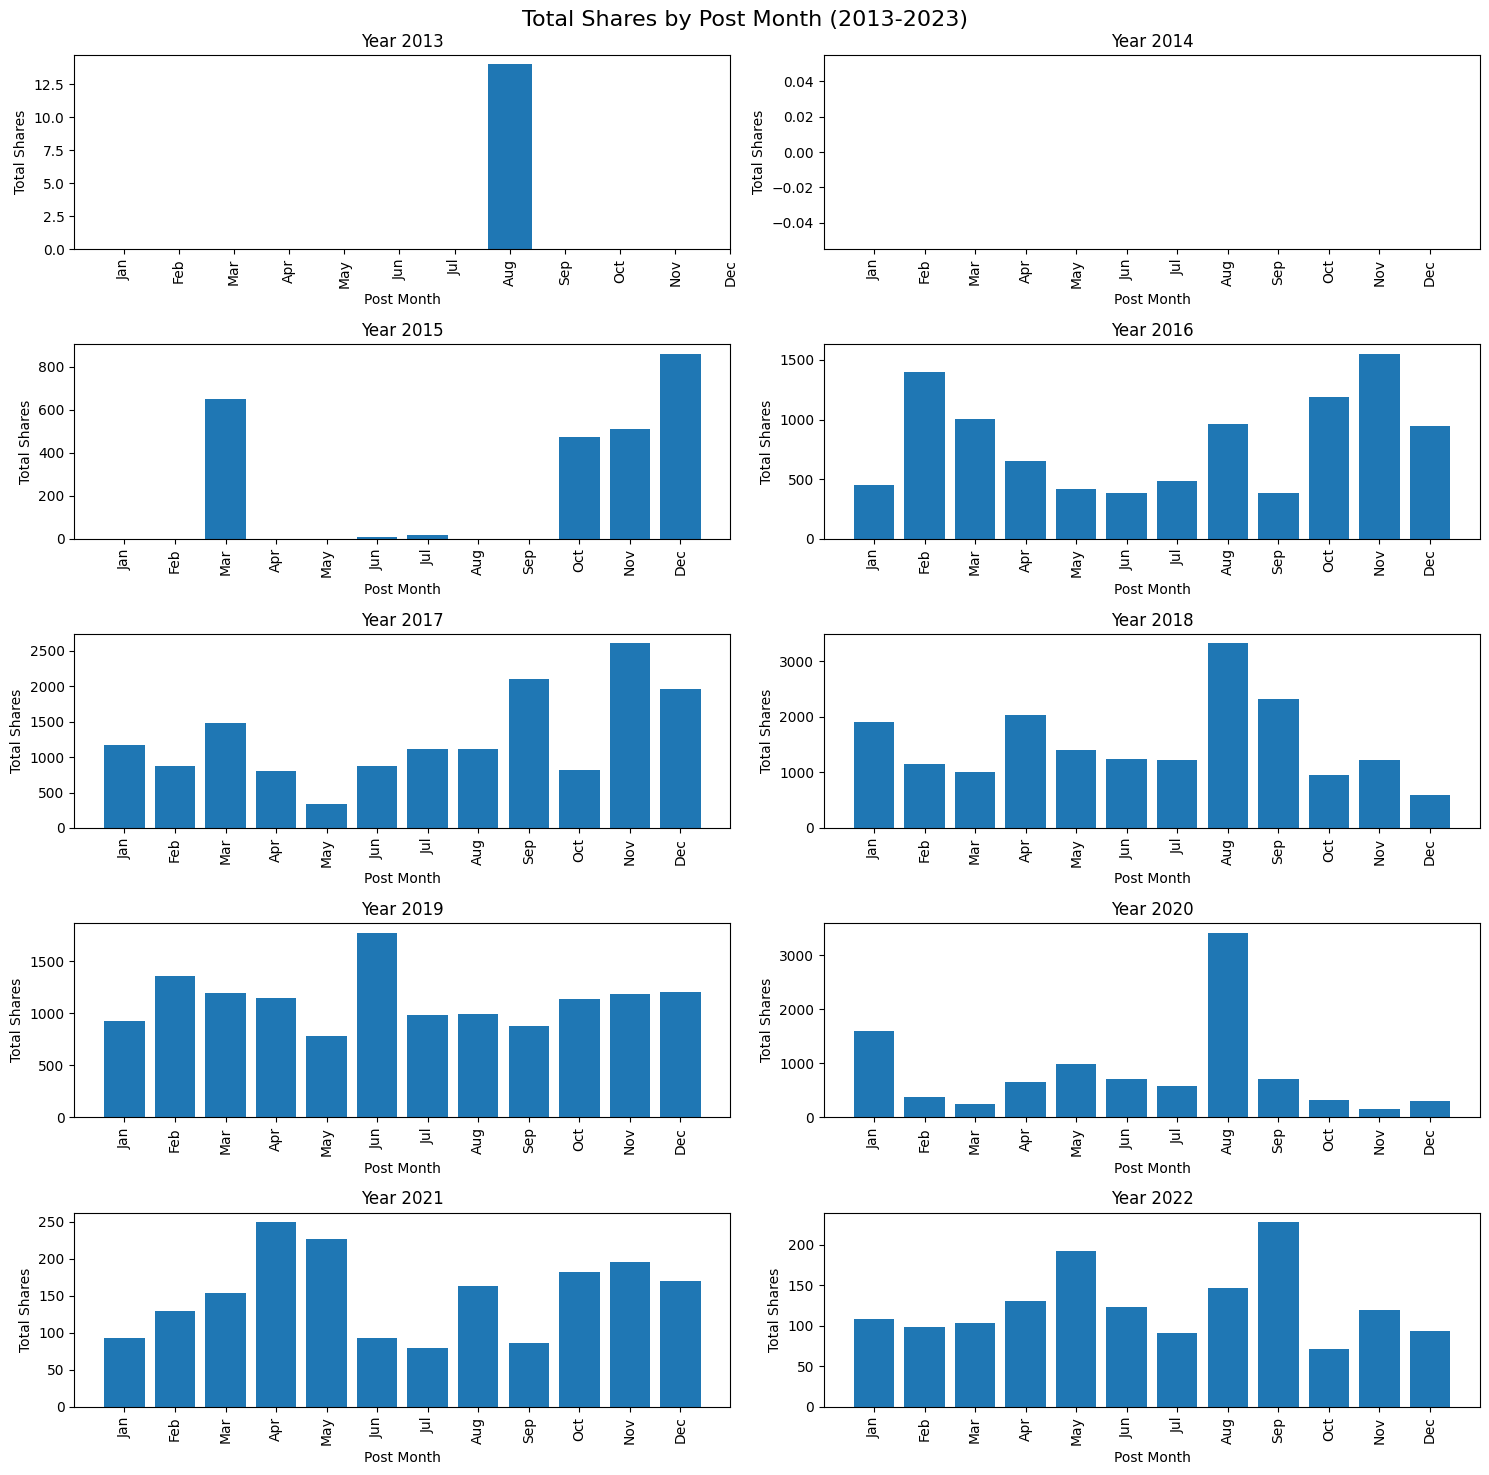 Total Shares by Post Month (2013-2023)
Year 2013
Total Shares
12.5
10.0
7.5
5.0
2.5
0.0
Jan Feb Mar Apr May Jun Jul Aug Sep Oct Nov Dec
Post Month
Year 2014
Total Shares
0.04
0.02
0.00
−0.02
−0.04
Jan Feb Mar Apr May Jun Jul Aug Sep Oct Nov Dec
Post Month
Year 2015
Total Shares
800
600
400
200
0
Jan Feb Mar Apr May Jun Jul Aug Sep Oct Nov Dec
Post Month
Year 2016
Total Shares
1500
1000
500
0
Jan Feb Mar Apr May Jun Jul Aug Sep Oct Nov Dec
Post Month
Year 2017
Total Shares
2500
2000
1500
1000
500
0
Jan Feb Mar Apr May Jun Jul Aug Sep Oct Nov Dec
Post Month
Year 2018
Total Shares
3000
2000
1000
0
Jan Feb Mar Apr May Jun Jul Aug Sep Oct Nov Dec
Post Month
Year 2019
Total Shares
1500
1000
500
0
Jan Feb Mar Apr May Jun Jul Aug Sep Oct Nov Dec
Post Month
Year 2020
Total Shares
3000
2000
1000
0
Jan Feb Mar Apr May Jun Jul Aug Sep Oct Nov Dec
Post Month
Year 2021
Total Shares
250
200
150
100
50
0
Jan Feb Mar Apr May Jun Jul Aug Sep Oct Nov Dec
Post Month
Year 2022
Total Shares
200
150
100
50
0
Jan Feb Mar Apr May Jun Jul Aug Sep Oct Nov Dec
Post Month